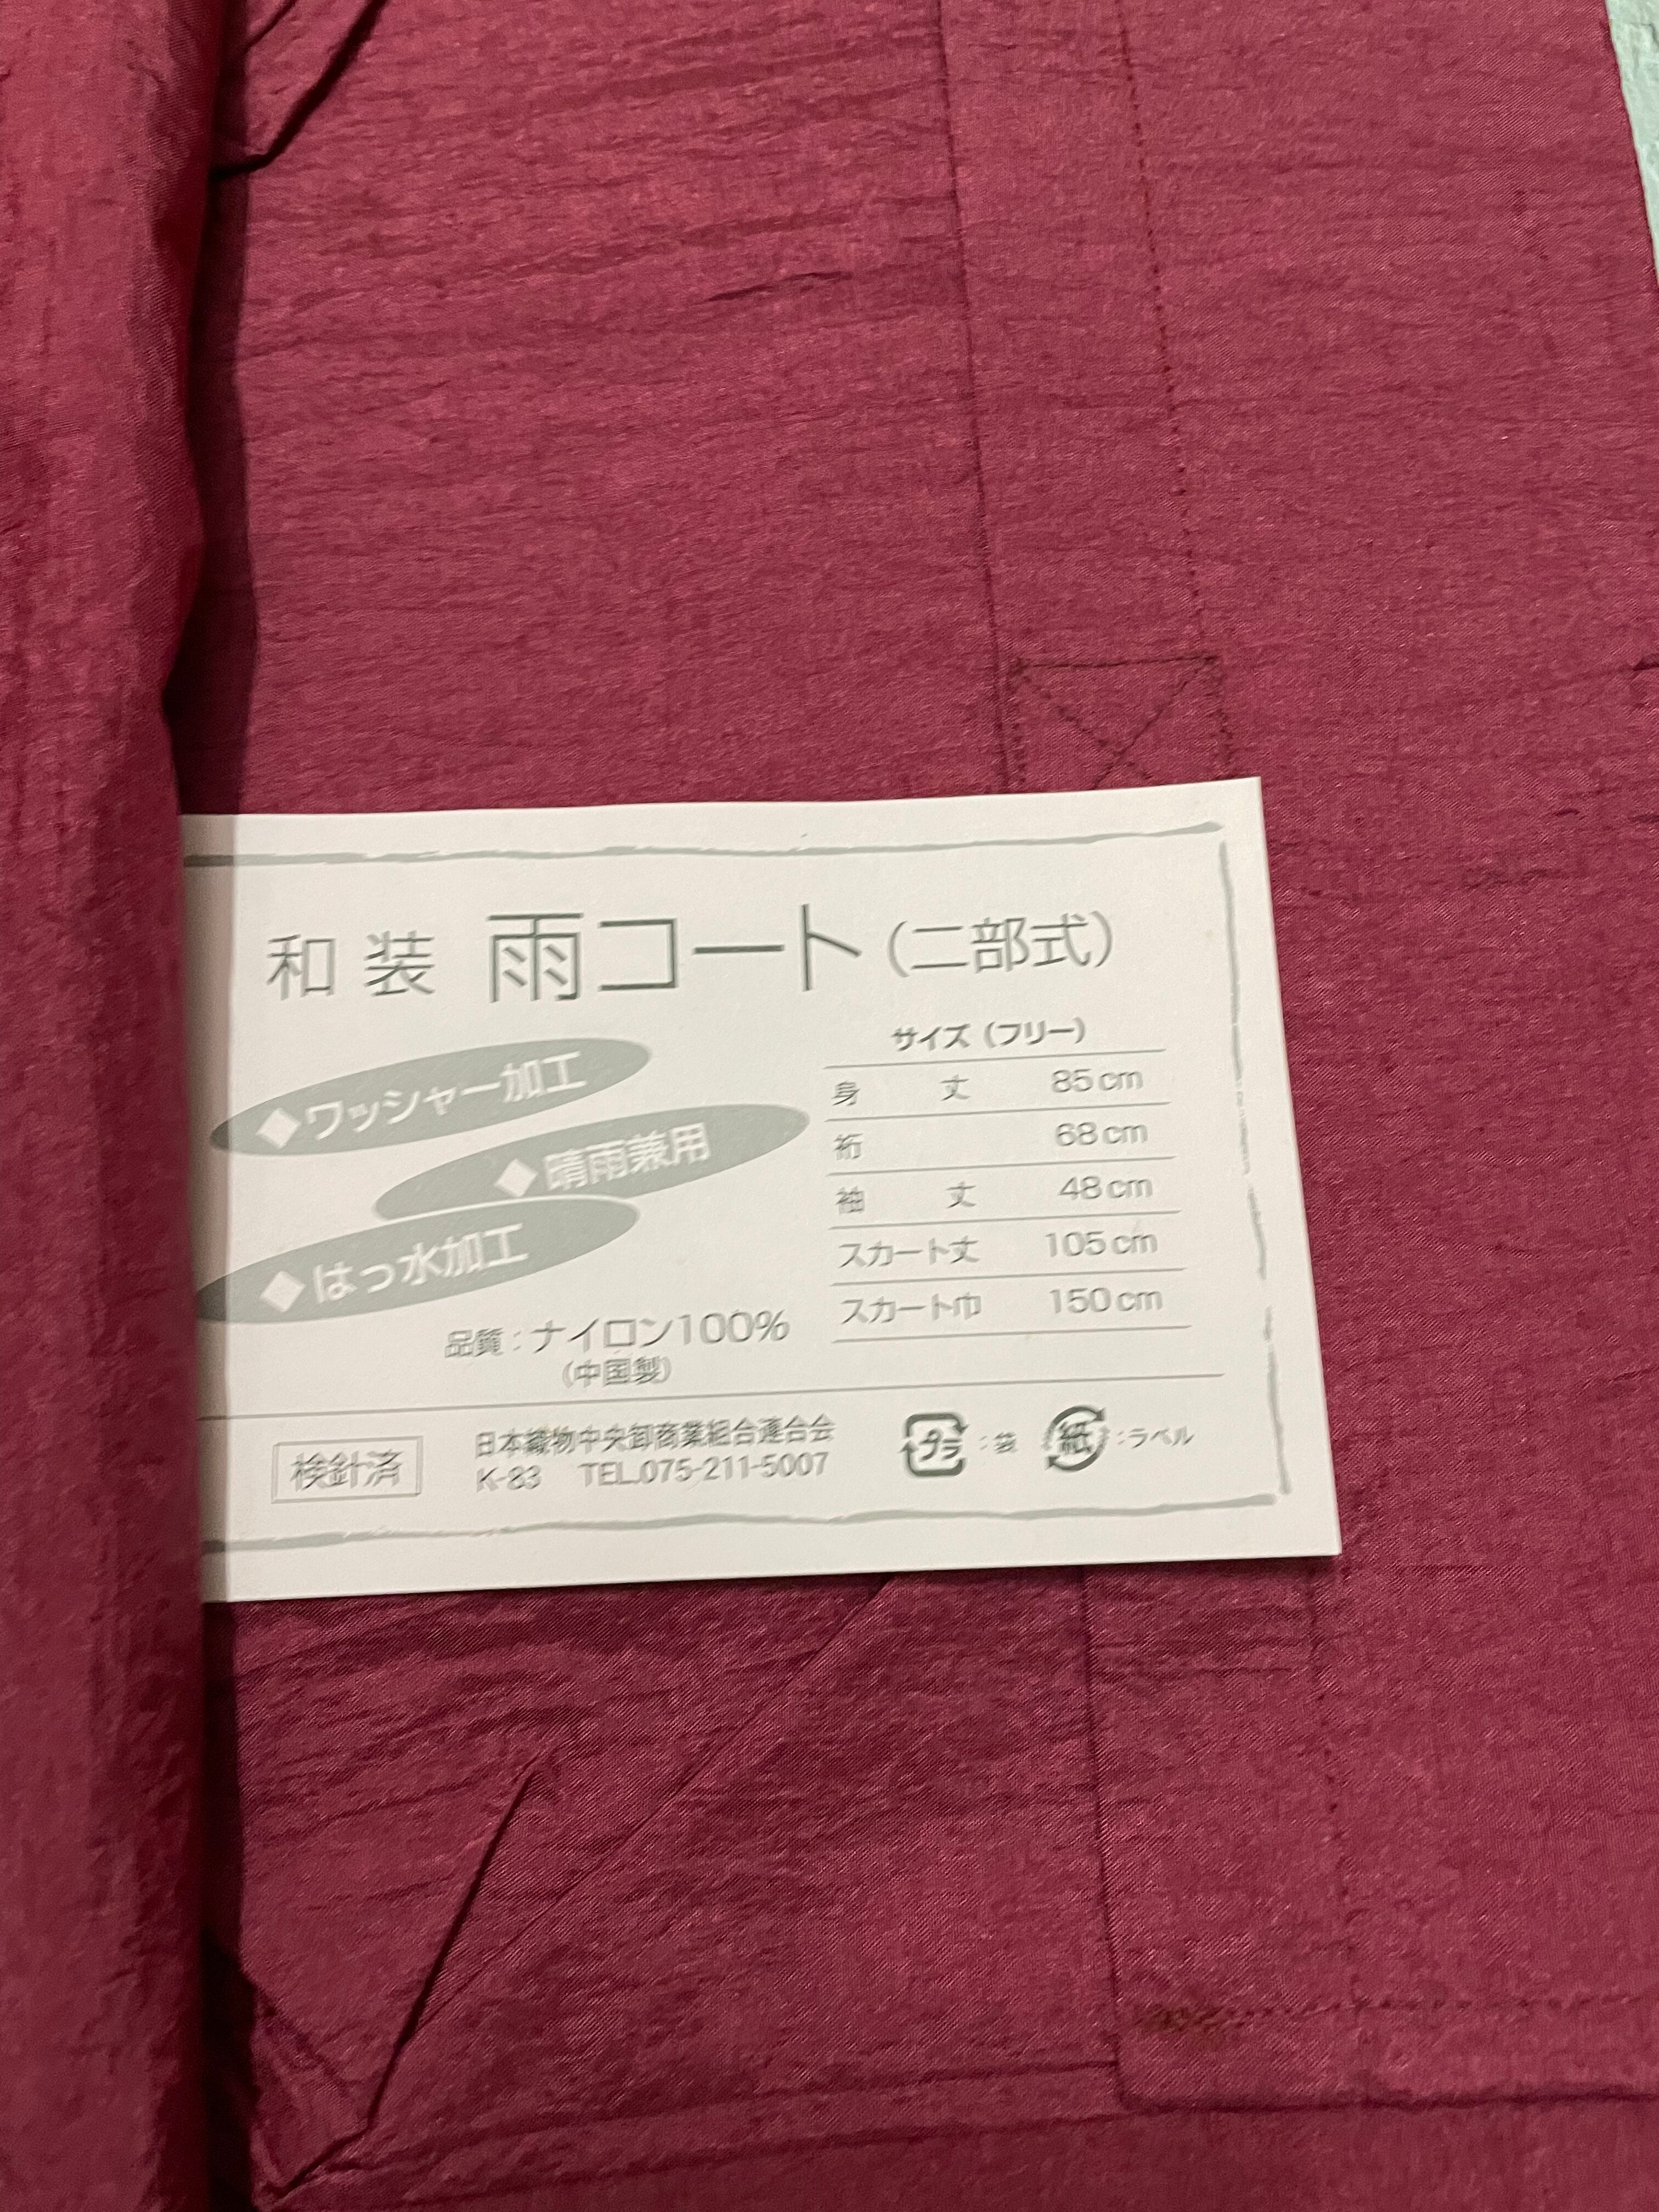 和装 雨コート(二部式)
◆ワッシャー加工
◆晴雨兼用
◆はっ水加工
サイズ(フリー)
身丈 85cm
裄 68cm
袖丈 48cm
スカート丈 105cm
スカート巾 150cm
品質:ナイロン100%
(中国製)
検針済
日本織物中央卸商業組合連合会
K-83 TEL.075-211-5007
プラ:袋
紙:ラベル